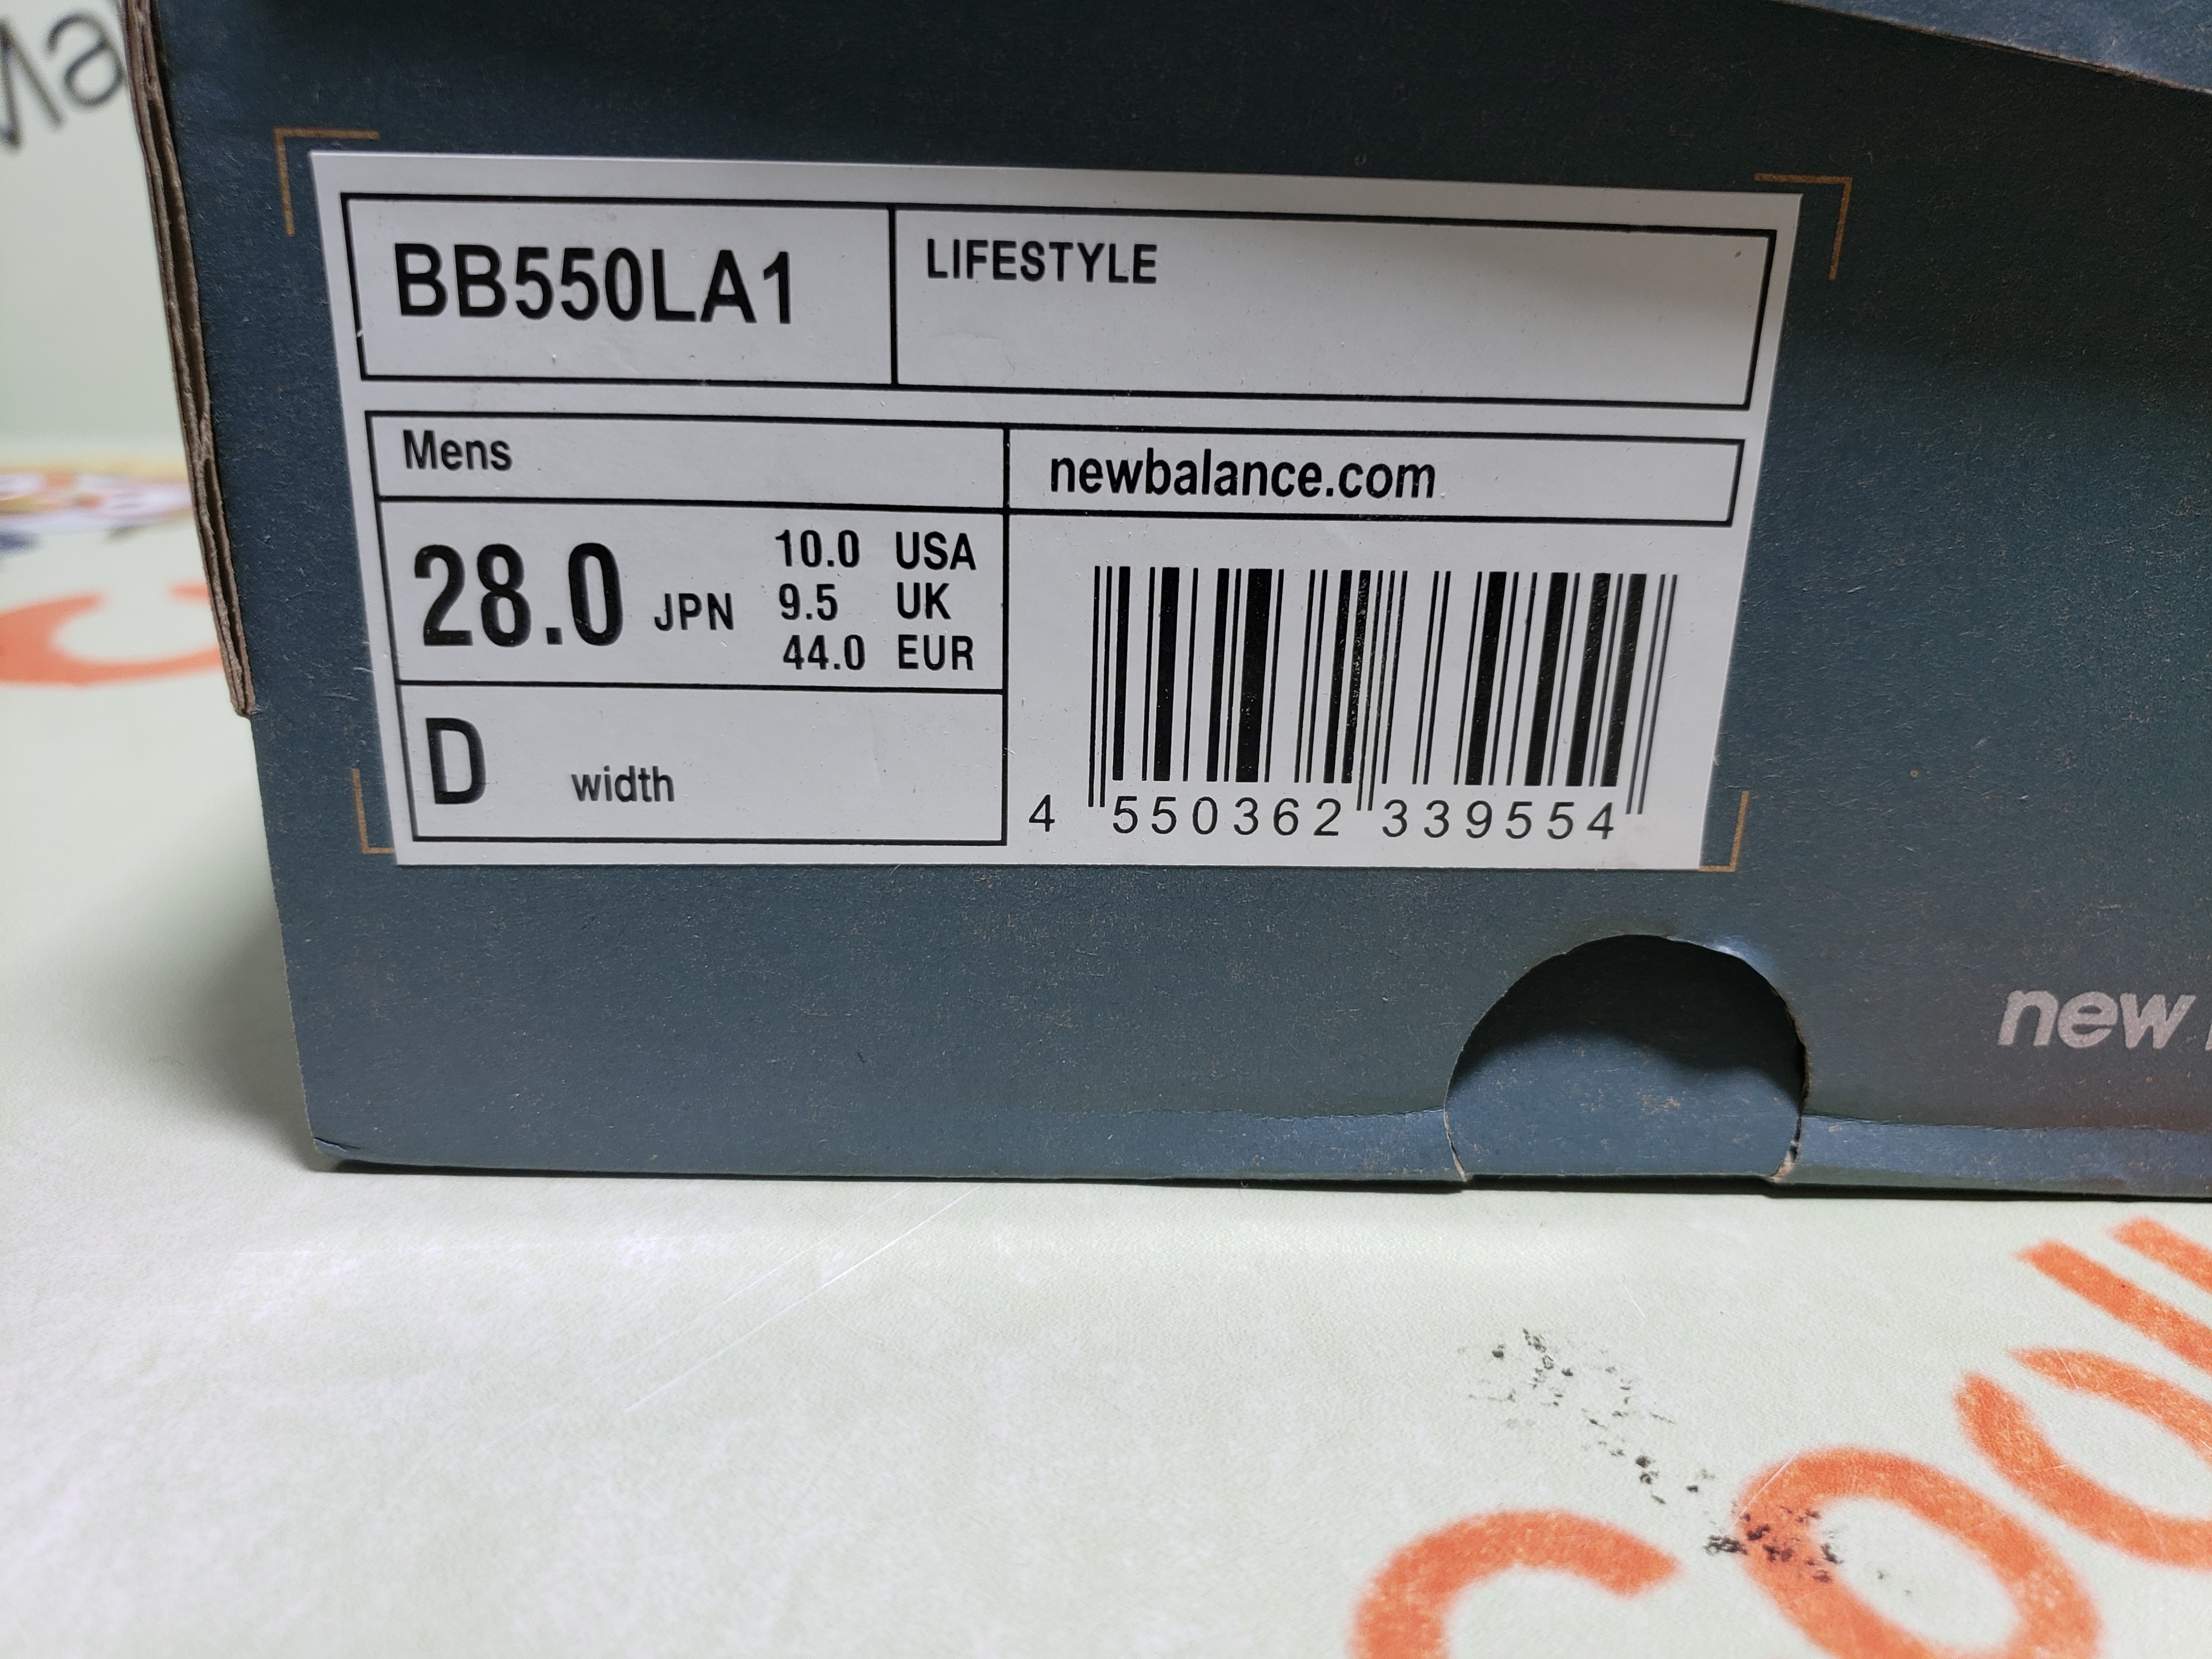 BB550LA1
LIFESTYLE
Mens
newbalance.com
28.0 JPN
10.0 USA
9.5 UK
44.0 EUR
D width
4 550362 339554
new